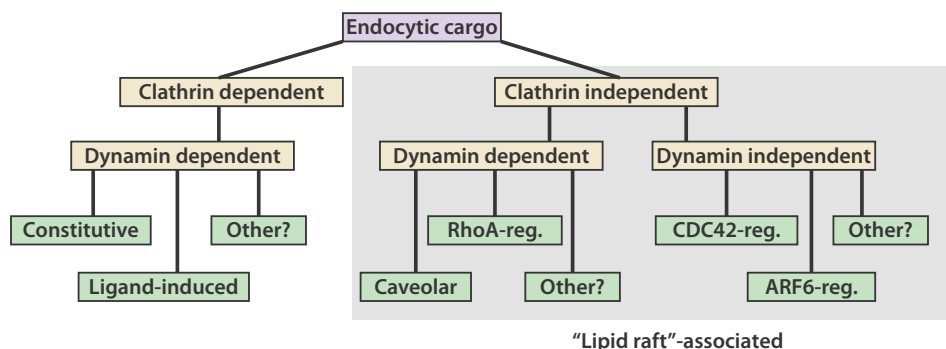 Endocytic cargo
Clathrin dependent
Clathrin independent
Dynamin dependent
Dynamin dependent
Dynamin independent
Constitutive
Other?
RhoA-reg.
CDC42-reg.
Other?
Ligand-induced
Caveolar
Other?
ARF6-reg.
“Lipid raft”-associated